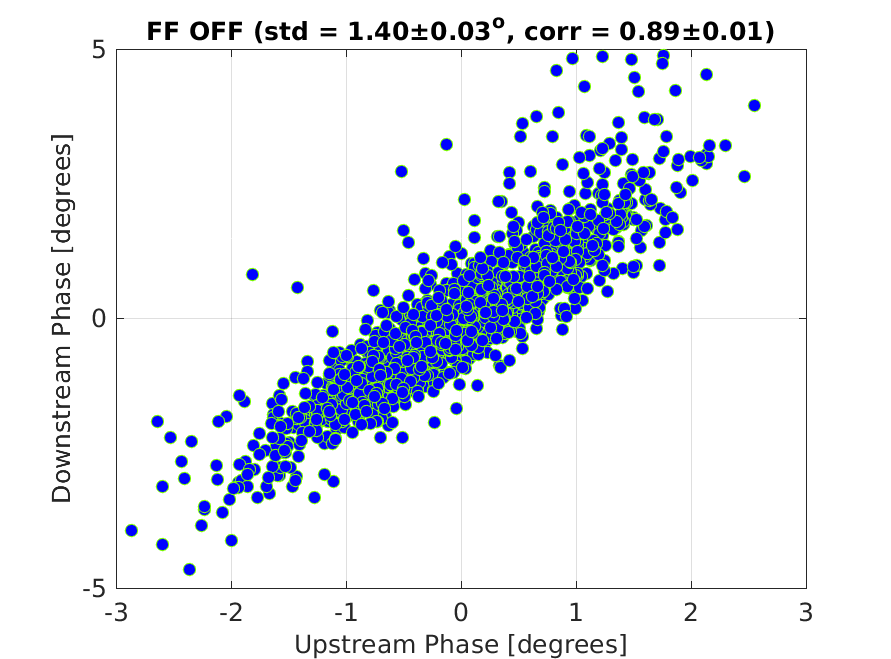 FF OFF (std = 1.40±0.03°, corr = 0.89±0.01)
5
0
-5
Downstream Phase [degrees]
-3 -2 -1 0 1 2 3
Upstream Phase [degrees]